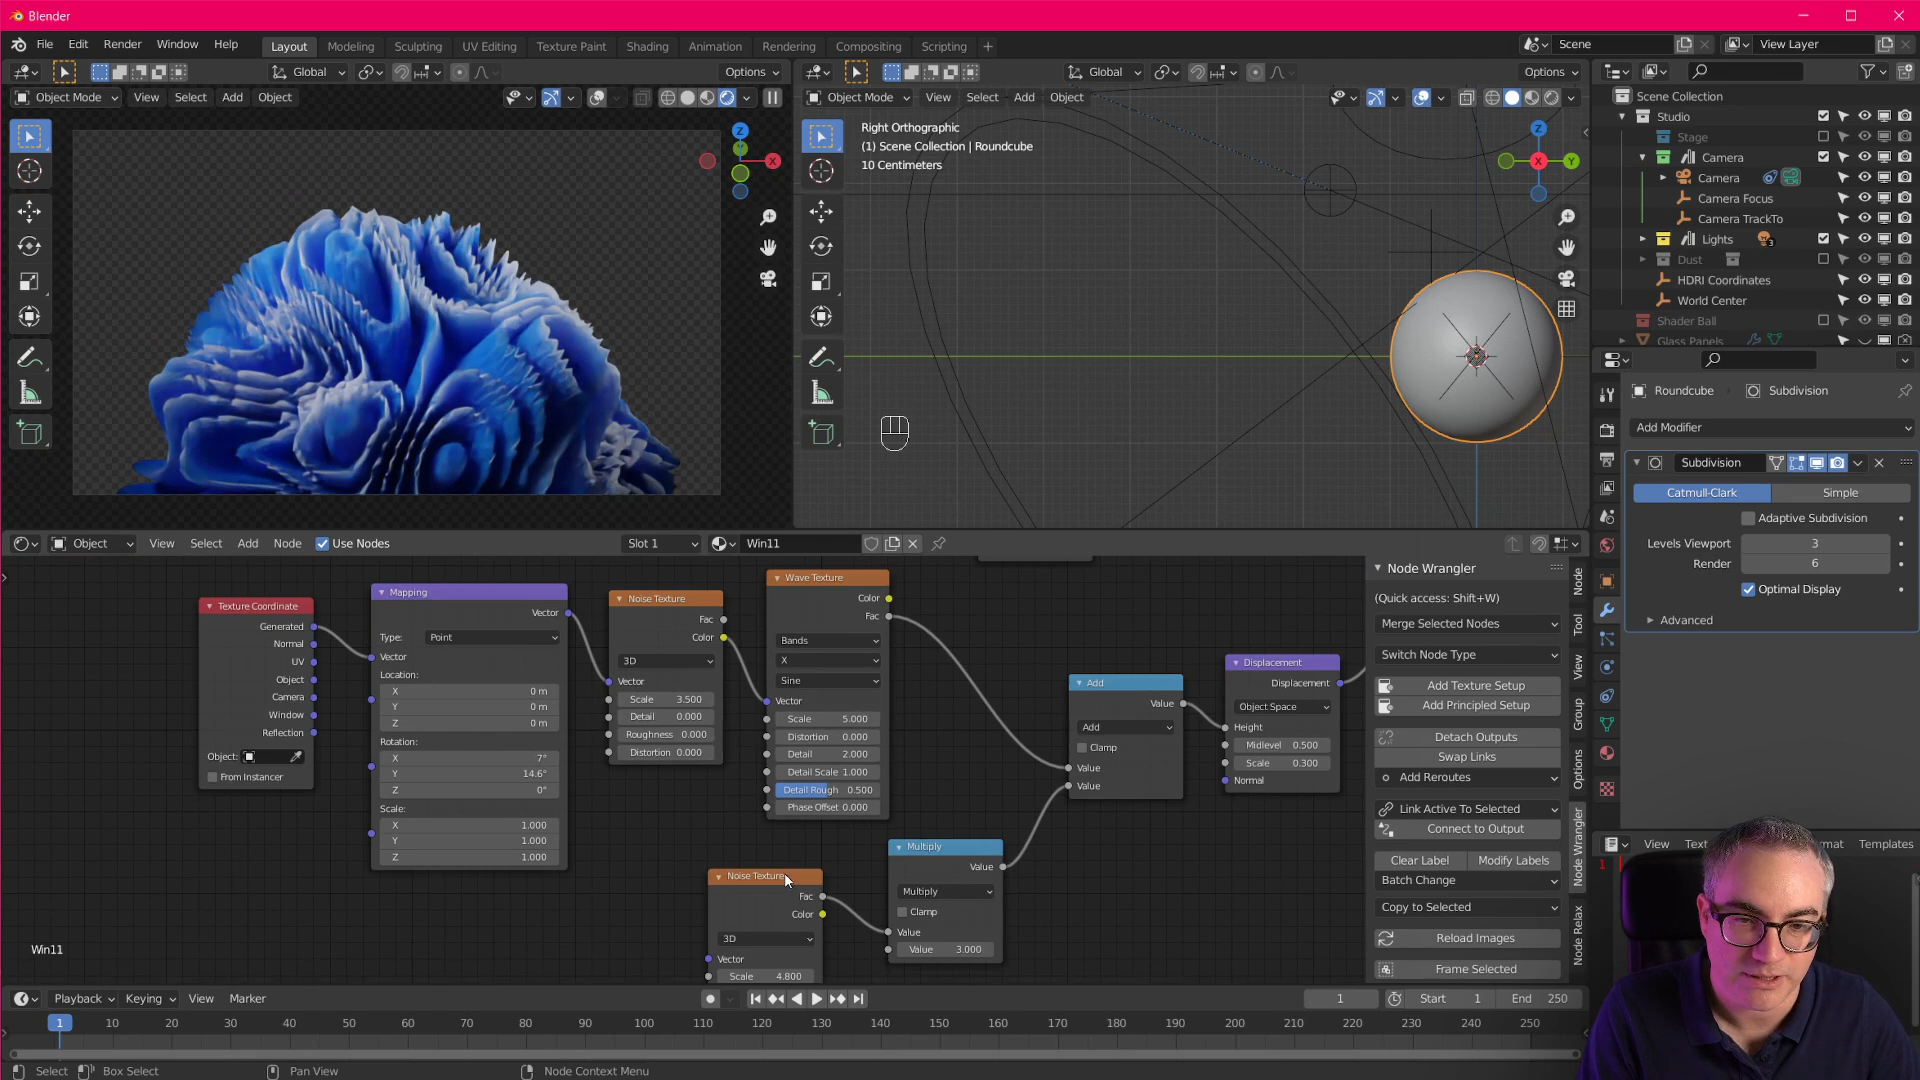 Blender
File Edit Render Window Help
Layout Modeling Sculpting UV Editing Texture Paint Shading Animation Rendering Compositing Scripting +
Scene
View Layer
Global
Options
Global
Options
Object Mode View Select Add Object
Object Mode View Select Add Object
Z
X
Y
Right Orthographic
(1) Scene Collection | Roundcube
10 Centimeters
Z
X
Y
Scene Collection
Studio
Stage
Camera
Camera
Camera Focus
Camera TrackTo
Lights
3
Dust
HDRI Coordinates
World Center
Shader Ball
Glass Panels
Roundcube
Subdivision
Add Modifier
Subdivision
Catmull-Clark
Simple
Adaptive Subdivision
Levels Viewport 3
Render 6
Optimal Display
Advanced
Object View Select Add Node Use Nodes
Slot 1
Win11
Texture Coordinate
Generated
Normal
UV
Object
Camera
Window
Reflection
Object:
From Instancer
Mapping
Vector
Type: Point
Vector
Location:
X 0 m
Y 0 m
Z 0 m
Rotation:
X 7°
Y 14.6°
Z 0°
Scale:
X 1.000
Y 1.000
Z 1.000
Noise Texture
Fac
Color
3D
Vector
Scale 3.500
Detail 0.000
Roughness 0.000
Distortion 0.000
Wave Texture
Color
Fac
Bands
X
Sine
Vector
Scale 5.000
Distortion 0.000
Detail 2.000
Detail Scale 1.000
Detail Rough 0.500
Phase Offset 0.000
Noise Texture
Fac
Color
3D
Vector
Scale 4.800
Multiply
Value
Multiply
Clamp
Value
Value 3.000
Add
Value
Add
Clamp
Value
Value
Displacement
Displacement
Object Space
Height
Midlevel 0.500
Scale 0.300
Normal
Node Wrangler
(Quick access: Shift+W)
Merge Selected Nodes
Switch Node Type
Add Texture Setup
Add Principled Setup
Detach Outputs
Swap Links
Add Reroutes
Link Active To Selected
Connect to Output
Clear Label
Modify Labels
Batch Change
Copy to Selected
Reload Images
Frame Selected
Node
Tool
View
Group
Options
Node Wrangler
Node Relax
View
Templates
1
Win11
Playback Keying View Marker
1
Start 1
End 250
1 10 20 30 40 50 60 70 80 90 100 110 120 130 140 150 160 170 180 190 200 210 220 230 240 250
Select
Box Select
Pan View
Node Context Menu